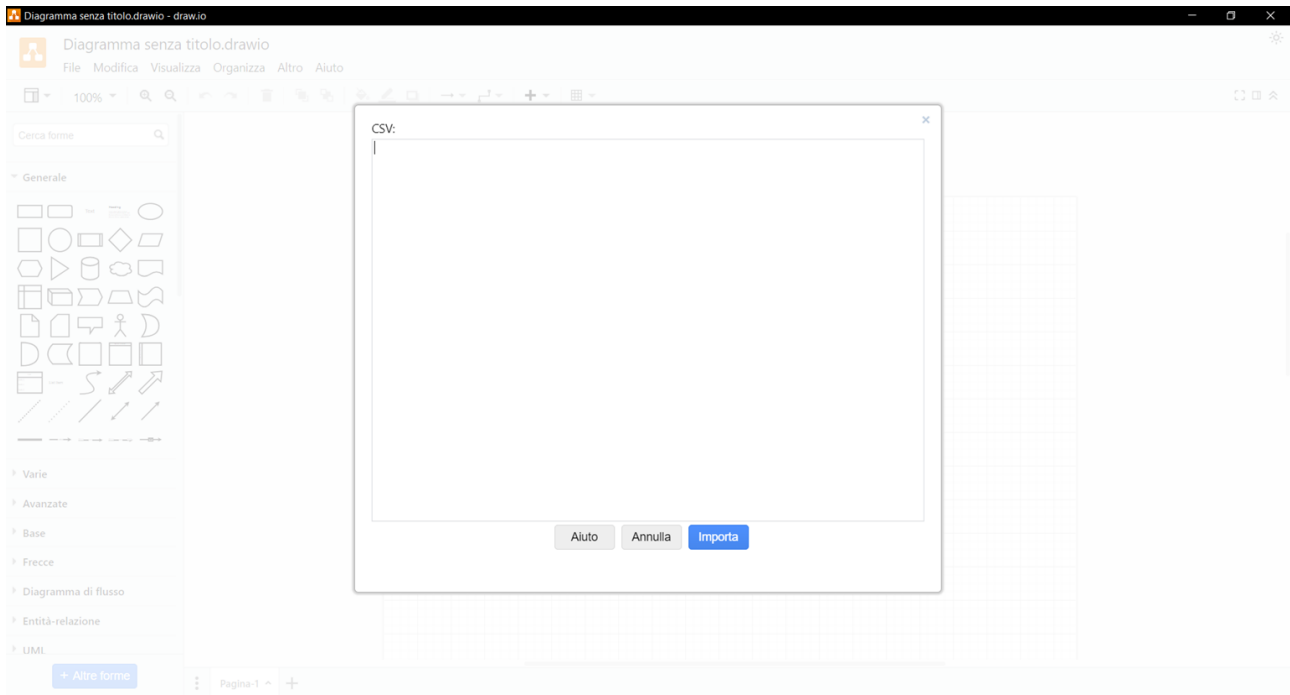 Diagramma senza titolo.drawio - draw.io
Diagramma senza titolo.drawio
File Modifica Visualizza Organizza Altro Aiuto
100%
Cerca forme
Generale
Varie
Avanzate
Base
Frecce
Diagramma di flusso
Entità-relazione
UML
+ Altre forme
Pagina-1
CSV:
Aiuto Annulla Importa